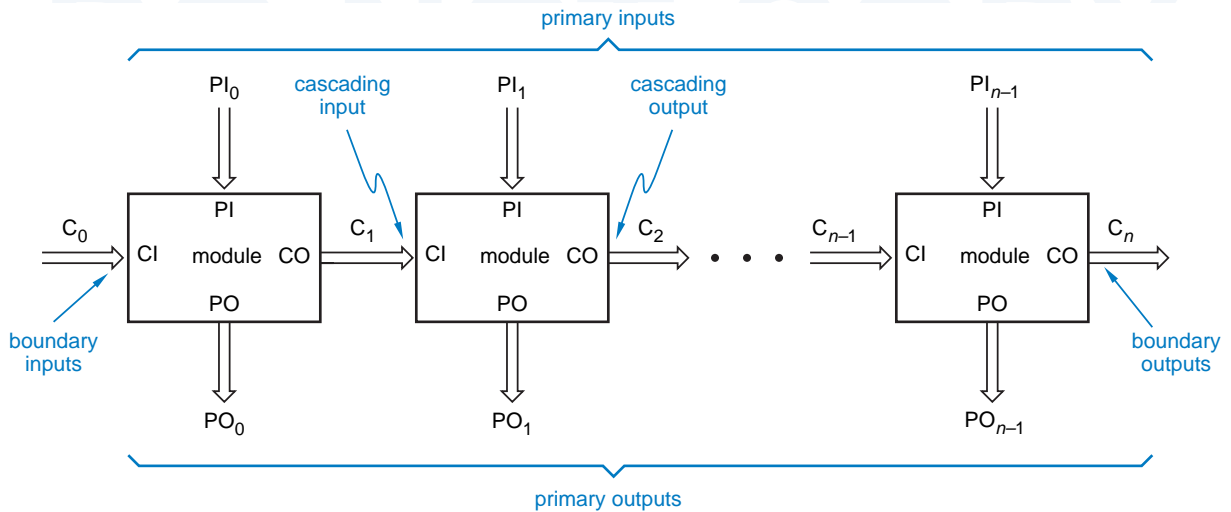 primary inputs
PI0
cascading
input
PI1
cascading
output
PIn–1
C0
CI
PI
module
CO
PO
C1
CI
PI
module
CO
PO
C2
• • •
Cn–1
CI
PI
module
CO
PO
Cn
boundary
inputs
boundary
outputs
PO0
PO1
POn–1
primary outputs